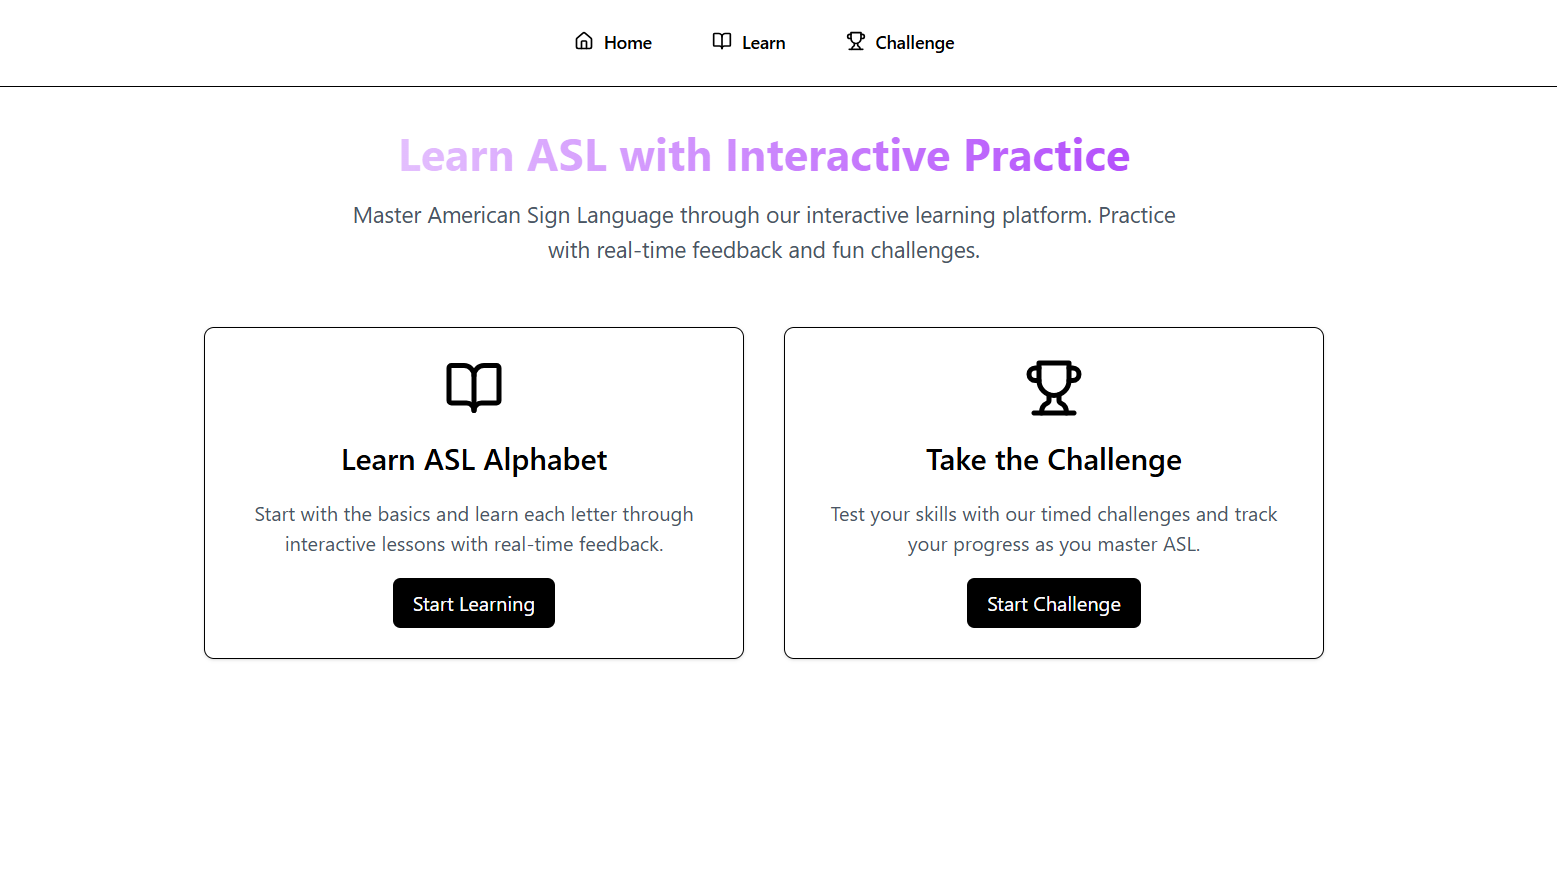 Home Learn Challenge
Learn ASL with Interactive Practice
Master American Sign Language through our interactive learning platform. Practice
with real-time feedback and fun challenges.
Learn ASL Alphabet
Start with the basics and learn each letter through
interactive lessons with real-time feedback.
Start Learning
Take the Challenge
Test your skills with our timed challenges and track
your progress as you master ASL.
Start Challenge